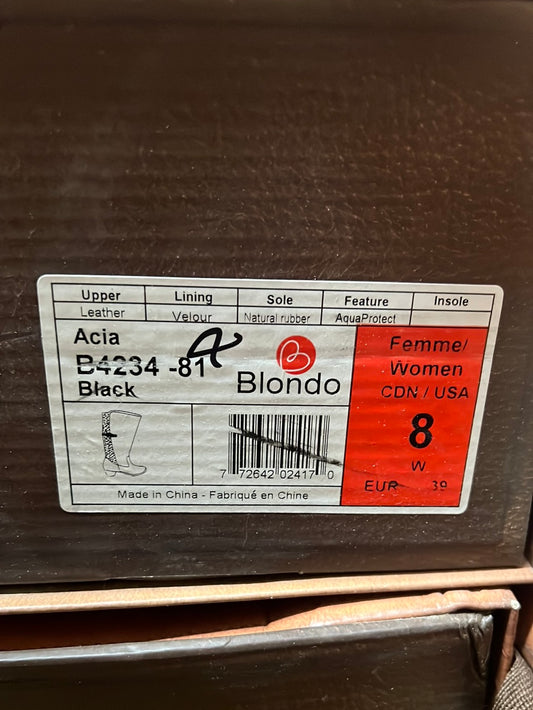 Upper Lining Sole Feature Insole
Leather Velour Natural rubber AquaProtect
Acia
B4234 -81
Black
Blondo
Femme/
Women
CDN / USA
8
W
EUR 39
7 72642 02417 0
Made in China - Fabriqué en Chine